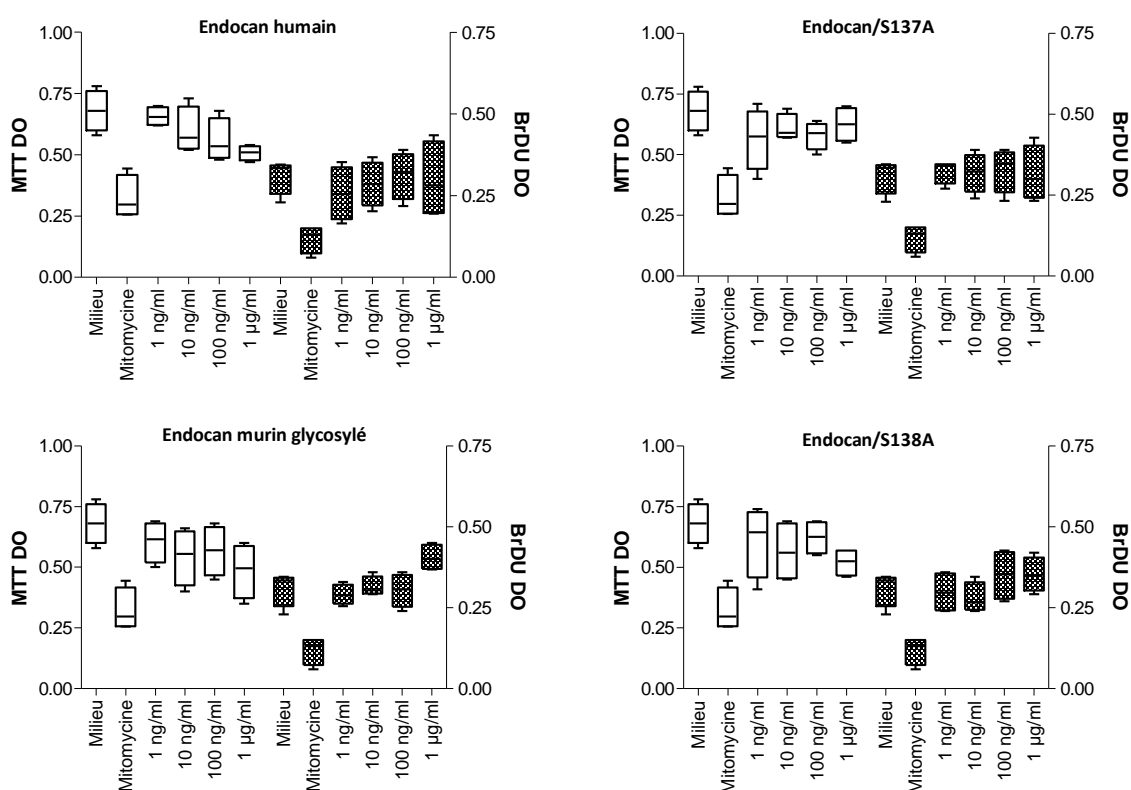 Endocan humain
1.00
0.75
0.50
0.25
0.00
MTT DO
0.75
0.50
0.25
0.00
BrDU DO
Milieu
Mitomycine
1 ng/ml
10 ng/ml
100 ng/ml
1 µg/ml
Milieu
Mitomycine
1 ng/ml
10 ng/ml
100 ng/ml
1 µg/ml
Endocan/S137A
1.00
0.75
0.50
0.25
0.00
MTT DO
0.75
0.50
0.25
0.00
BrDU DO
Milieu
Mitomycine
1 ng/ml
10 ng/ml
100 ng/ml
1 µg/ml
Milieu
Mitomycine
1 ng/ml
10 ng/ml
100 ng/ml
1 µg/ml
Endocan murin glycosylé
1.00
0.75
0.50
0.25
0.00
MTT DO
0.75
0.50
0.25
0.00
BrDU DO
Milieu
Mitomycine
1 ng/ml
10 ng/ml
100 ng/ml
1 µg/ml
Milieu
Mitomycine
1 ng/ml
10 ng/ml
100 ng/ml
1 µg/ml
Endocan/S138A
1.00
0.75
0.50
0.25
0.00
MTT DO
0.75
0.50
0.25
0.00
BrDU DO
Milieu
Mitomycine
1 ng/ml
10 ng/ml
100 ng/ml
1 µg/ml
Milieu
Mitomycine
1 ng/ml
10 ng/ml
100 ng/ml
1 µg/ml